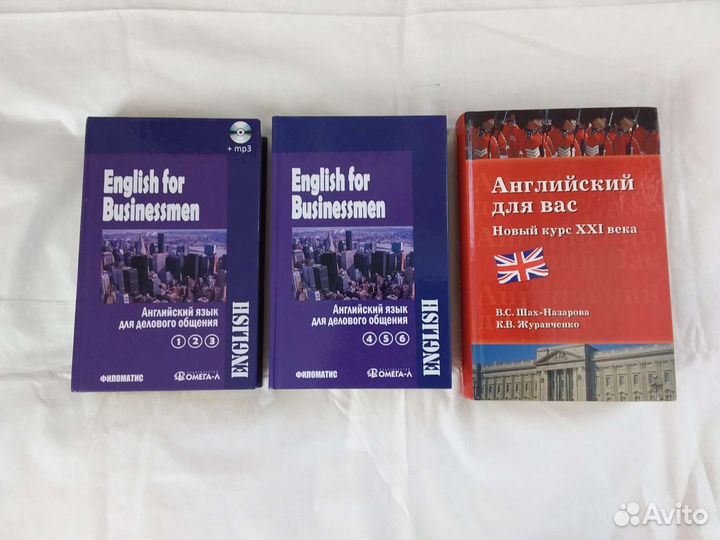 + mp3
English for
Businessmen
Английский язык
для делового общения
1 2 3
ФИЛОМАТИС
ОМЕГА-Л
ENGLISH
English for
Businessmen
Английский язык
для делового общения
4 5 6
ФИЛОМАТИС
ОМЕГА-Л
ENGLISH
Английский
для вас
Новый курс XXI века
В.С. Шах-Назарова
К.В. Журавченко
Avito